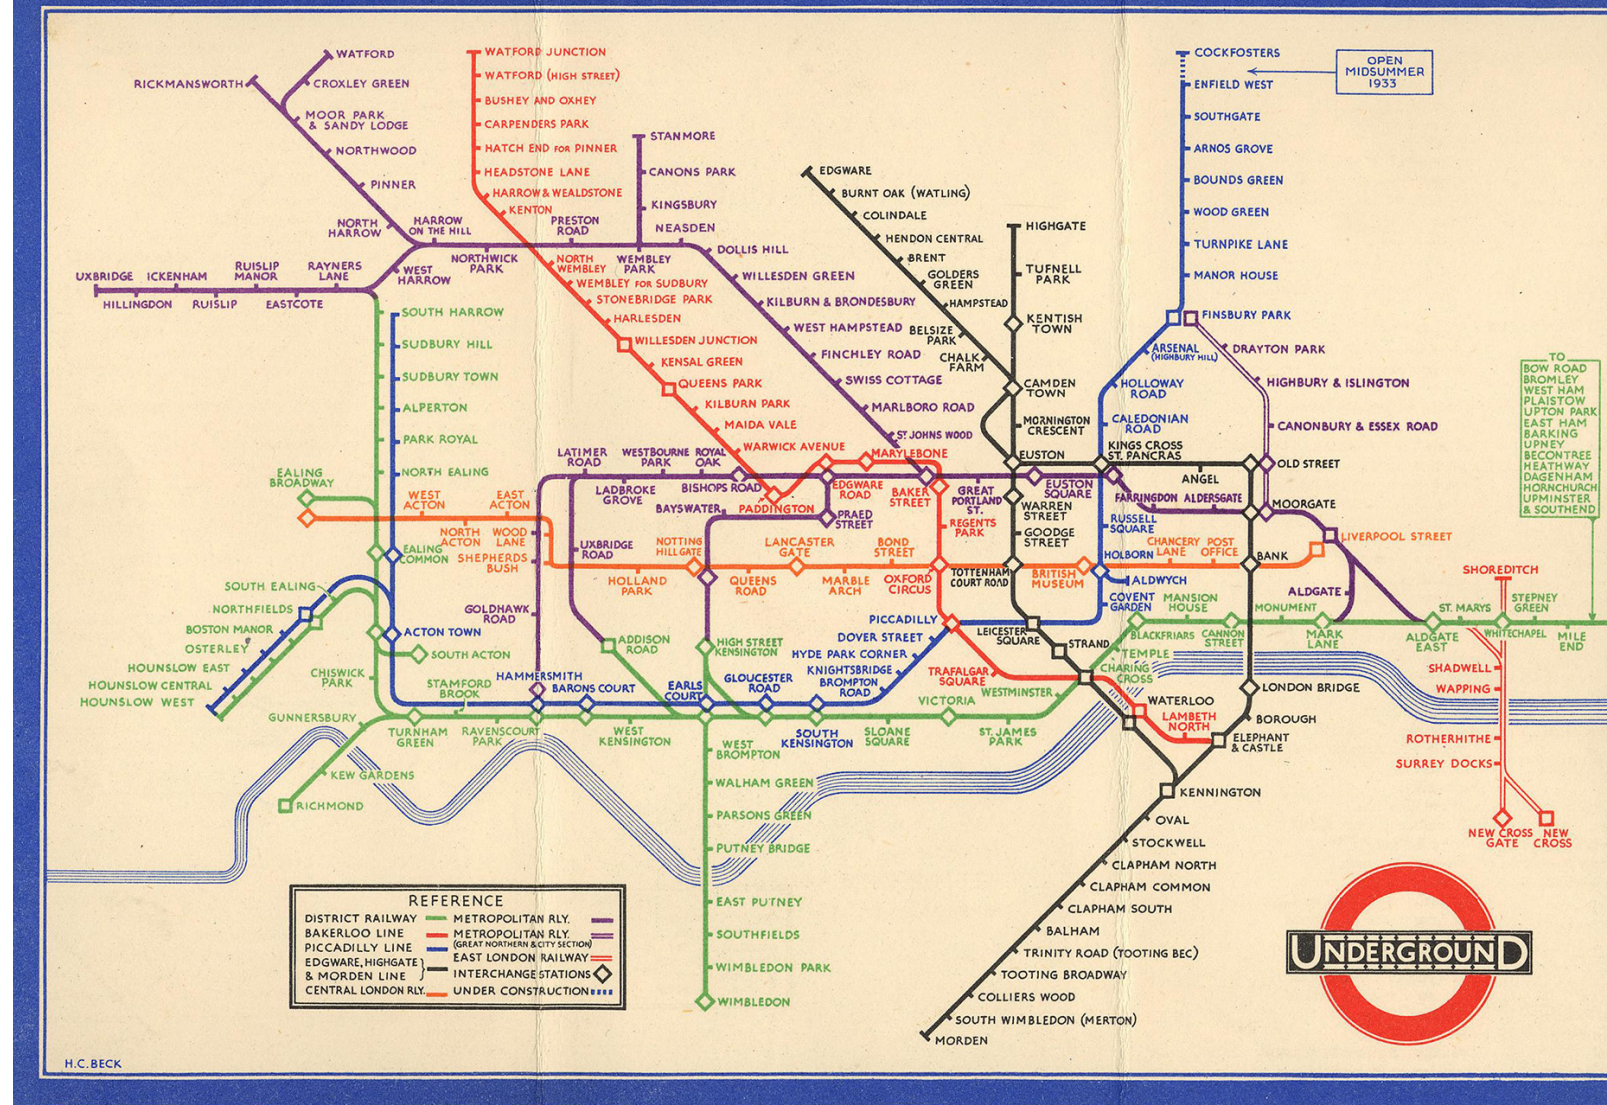 WATFORD
RICKMANSWORTH
CROXLEY GREEN
MOOR PARK
& SANDY LODGE
NORTHWOOD
PINNER
NORTH
HARROW
HARROW
ON THE HILL
NORTHWICK
PARK
PRESTON
ROAD
WEMBLEY
PARK
NEASDEN
STANMORE
CANONS PARK
KINGSBURY
DOLLIS HILL
WILLESDEN GREEN
KILBURN & BRONDESBURY
WEST HAMPSTEAD
FINCHLEY ROAD
SWISS COTTAGE
MARLBORO ROAD
ST. JOHNS WOOD
UXBRIDGE
ICKENHAM
RUISLIP
MANOR
RAYNERS
LANE
WEST
HARROW
HILLINGDON
RUISLIP
EASTCOTE
WATFORD JUNCTION
WATFORD (HIGH STREET)
BUSHEY AND OXHEY
CARPENDERS PARK
HATCH END FOR PINNER
HEADSTONE LANE
HARROW & WEALDSTONE
KENTON
NORTH
WEMBLEY
WEMBLEY FOR SUDBURY
STONEBRIDGE PARK
HARLESDEN
WILLESDEN JUNCTION
KENSAL GREEN
QUEENS PARK
KILBURN PARK
MAIDA VALE
WARWICK AVENUE
PADDINGTON
EDGWARE
ROAD
MARYLEBONE
BAKER
STREET
REGENTS
PARK
OXFORD
CIRCUS
PICCADILLY
TRAFALGAR
SQUARE
CHARING
CROSS
WATERLOO
LAMBETH
NORTH
ELEPHANT
& CASTLE
EDGWARE
BURNT OAK (WATLING)
COLINDALE
HENDON CENTRAL
BRENT
GOLDERS
GREEN
HAMPSTEAD
BELSIZE
PARK
CHALK
FARM
HIGHGATE
TUFNELL
PARK
KENTISH
TOWN
CAMDEN
TOWN
MORNINGTON
CRESCENT
EUSTON
WARREN
STREET
GOODGE
STREET
TOTTENHAM
COURT ROAD
LEICESTER
SQUARE
STRAND
KINGS CROSS
ST. PANCRAS
ANGEL
OLD STREET
MOORGATE
BANK
LONDON BRIDGE
BOROUGH
KENNINGTON
OVAL
STOCKWELL
CLAPHAM NORTH
CLAPHAM COMMON
CLAPHAM SOUTH
BALHAM
TRINITY ROAD (TOOTING BEC)
TOOTING BROADWAY
COLLIERS WOOD
SOUTH WIMBLEDON (MERTON)
MORDEN
COCKFOSTERS
OPEN
MIDSUMMER
1933
ENFIELD WEST
SOUTHGATE
ARNOS GROVE
BOUNDS GREEN
WOOD GREEN
TURNPIKE LANE
MANOR HOUSE
FINSBURY PARK
ARSENAL
(HIGHBURY HILL)
HOLLOWAY
ROAD
CALEDONIAN
ROAD
DRAYTON PARK
HIGHBURY & ISLINGTON
CANONBURY & ESSEX ROAD
RUSSELL
SQUARE
HOLBORN
ALDWYCH
COVENT
GARDEN
DOVER STREET
HYDE PARK CORNER
KNIGHTSBRIDGE
BROMPTON
ROAD
SOUTH
KENSINGTON
GLOUCESTER
ROAD
EARLS
COURT
BARONS COURT
HAMMERSMITH
SOUTH HARROW
SUDBURY HILL
SUDBURY TOWN
ALPERTON
PARK ROYAL
NORTH EALING
EALING
COMMON
EALING
BROADWAY
WEST
ACTON
NORTH
ACTON
EAST
ACTON
WOOD
LANE
SHEPHERDS
BUSH
HOLLAND
PARK
NOTTING
HILL GATE
QUEENS
ROAD
LANCASTER
GATE
MARBLE
ARCH
BOND
STREET
BRITISH
MUSEUM
CHANCERY
LANE
POST
OFFICE
LIVERPOOL STREET
LATIMER
ROAD
LADBROKE
GROVE
WESTBOURNE
PARK
ROYAL
OAK
BISHOPS ROAD
BAYSWATER
PRAED
STREET
GREAT
PORTLAND
ST.
EUSTON
SQUARE
FARRINGDON
ALDERSGATE
ALDGATE
UXBRIDGE
ROAD
GOLDHAWK
ROAD
ADDISON
ROAD
HIGH STREET
KENSINGTON
SOUTH EALING
NORTHFIELDS
BOSTON MANOR
OSTERLEY
HOUNSLOW EAST
HOUNSLOW CENTRAL
HOUNSLOW WEST
ACTON TOWN
SOUTH ACTON
CHISWICK
PARK
GUNNERSBURY
KEW GARDENS
RICHMOND
TURNHAM
GREEN
STAMFORD
BROOK
RAVENSCOURT
PARK
WEST
KENSINGTON
WEST
BROMPTON
WALHAM GREEN
PARSONS GREEN
PUTNEY BRIDGE
EAST PUTNEY
SOUTHFIELDS
WIMBLEDON PARK
WIMBLEDON
SLOANE
SQUARE
VICTORIA
ST. JAMES
PARK
WESTMINSTER
TEMPLE
BLACKFRIARS
MANSION
HOUSE
CANNON
STREET
MONUMENT
MARK
LANE
ALDGATE
EAST
ST. MARYS
WHITECHAPEL
STEPNEY
GREEN
MILE
END
TO
BOW ROAD
BROMLEY
WEST HAM
PLAISTOW
UPTON PARK
EAST HAM
BARKING
UPNEY
BECONTREE
HEATHWAY
DAGENHAM
HORNCHURCH
UPMINSTER
& SOUTHEND
SHOREDITCH
SHADWELL
WAPPING
ROTHERHITHE
SURREY DOCKS
NEW CROSS
GATE
NEW
CROSS
REFERENCE
DISTRICT RAILWAY
BAKERLOO LINE
PICCADILLY LINE
EDGWARE, HIGHGATE
& MORDEN LINE
CENTRAL LONDON RLY.
METROPOLITAN RLY.
METROPOLITAN RLY.
(GREAT NORTHERN & CITY SECTION)
EAST LONDON RAILWAY
INTERCHANGE STATIONS
UNDER CONSTRUCTION
UNDERGROUND
H.C. BECK